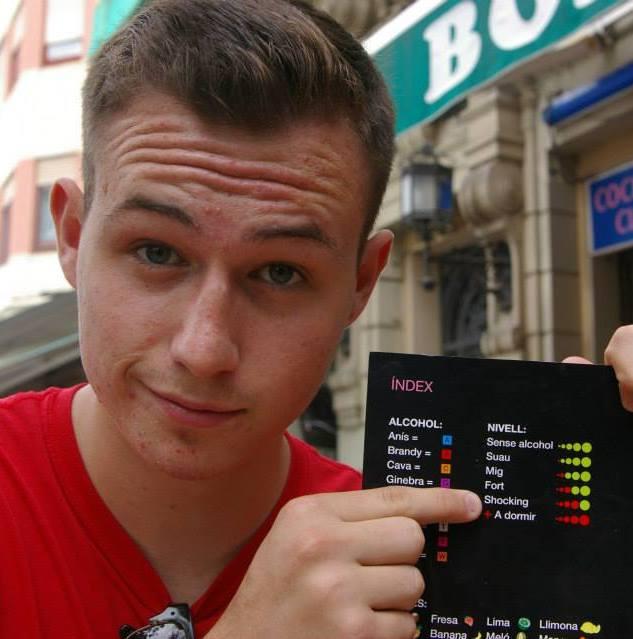 BO
COC
C
ÍNDEX
ALCOHOL:
Anís =
A
Brandy =
Cava =
C
Ginebra =
G
NIVELL:
Sense alcohol
Suau
Mig
Fort
Shocking
+ A dormir
Fresa
Lima
Llimona
Banana
Meló